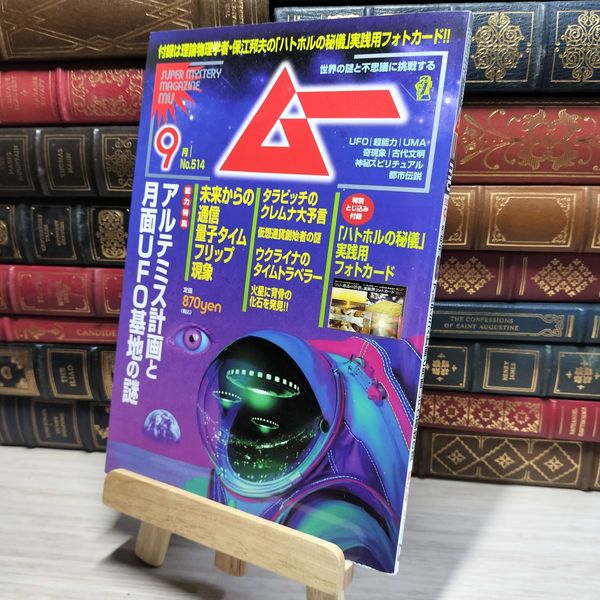 付録は理論物理学者・保江邦夫の「ハトホルの秘儀」実践用フォトカード!!
SUPER MYSTERY
MAGAZINE
MU
世界の謎と不思議に挑戦する
ムー
UFO|超能力|UMA
奇現象|古代文明
神秘スピリチュアル
都市伝説
9月
No.514
総力特集
アルテミス計画と
月面UFO基地の謎
未来からの
通信
量子タイム
フリップ
現象
タラビッチの
クレムナ大予言
仮想通貨創始者の謎
ウクライナの
タイムトラベラー
火星に背骨の
化石を発見!!
特別
とじ込み
付録
「ハトホルの秘儀」
実践用
フォトカード
定価
870yen
(税込)
THE CONFESSIONS
OF SAINT AUGUSTINE
CANDIDE
THE ILIAD
HENRY
JAMES